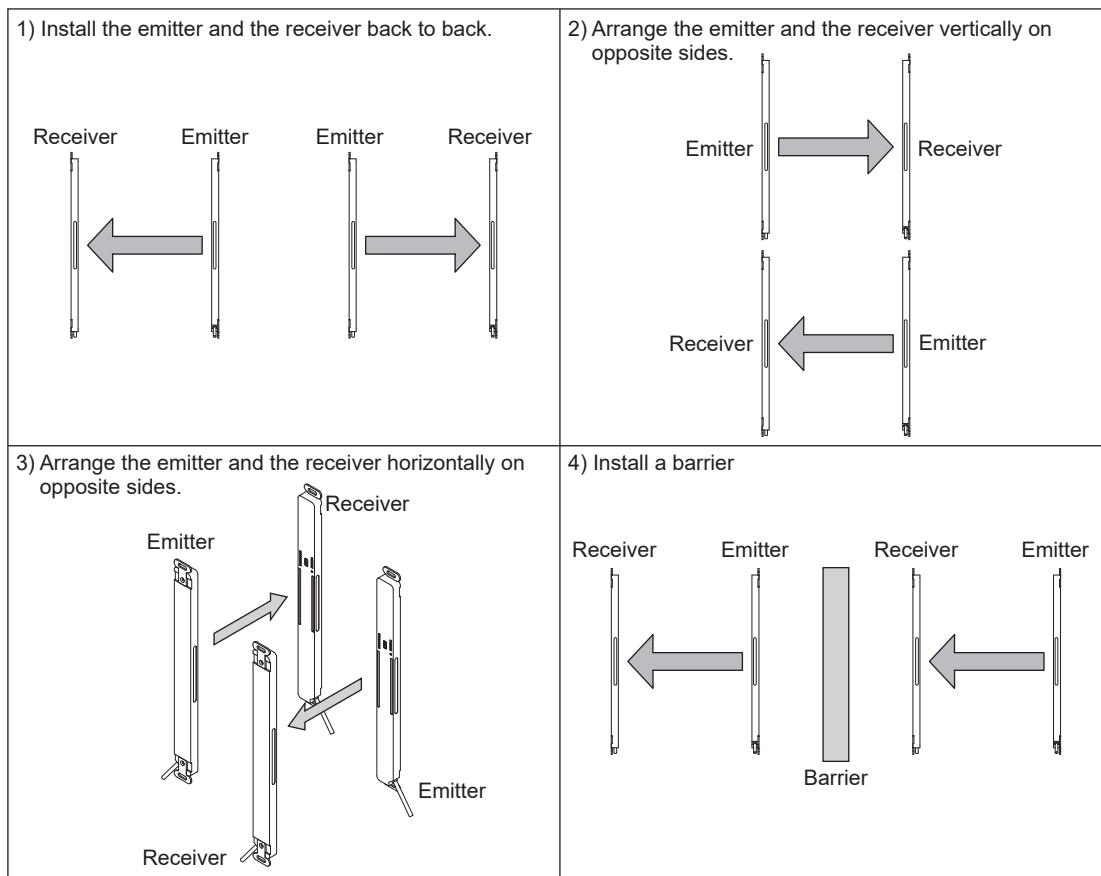 1) Install the emitter and the receiver back to back.
Receiver
Emitter
Emitter
Receiver
2) Arrange the emitter and the receiver vertically on
opposite sides.
Emitter
Receiver
Receiver
Emitter
3) Arrange the emitter and the receiver horizontally on
opposite sides.
Receiver
Emitter
Emitter
Receiver
4) Install a barrier
Receiver
Emitter
Receiver
Emitter
Barrier